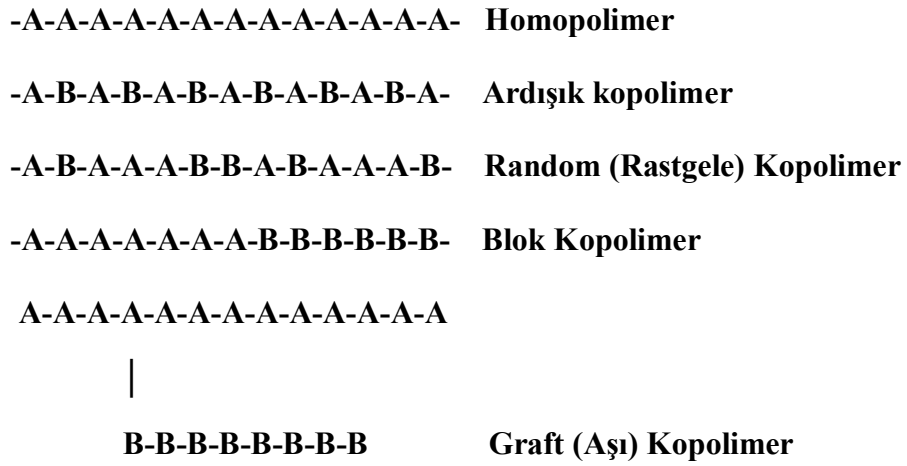 -A-A-A-A-A-A-A-A-A-A-A-A-A- Homopolimer
-A-B-A-B-A-B-A-B-A-B-A-B-A- Ardışık kopolimer
-A-B-A-A-A-B-B-A-B-A-A-A-B- Random (Rastgele) Kopolimer
-A-A-A-A-A-A-A-B-B-B-B-B-B- Blok Kopolimer
A-A-A-A-A-A-A-A-A-A-A-A-A
|
B-B-B-B-B-B-B-B Graft (Aşı) Kopolimer